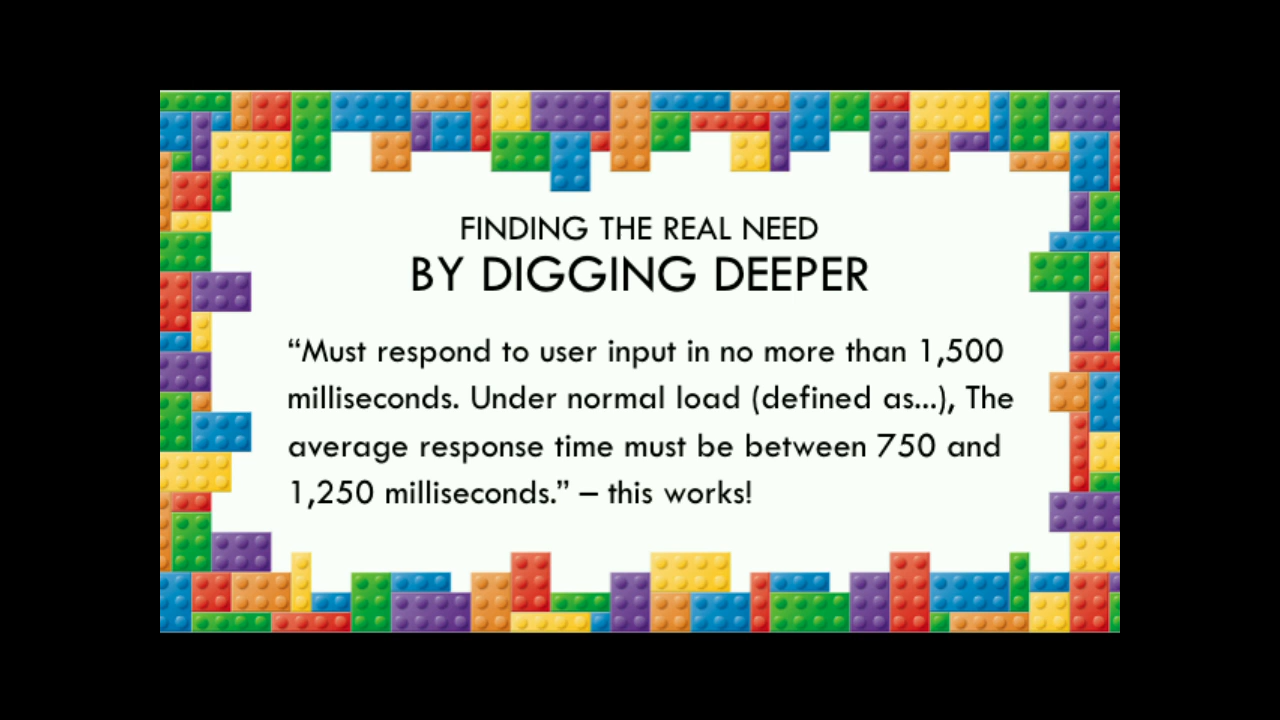 FINDING THE REAL NEED
BY DIGGING DEEPER
“Must respond to user input in no more than 1,500
milliseconds. Under normal load (defined as...), The
average response time must be between 750 and
1,250 milliseconds.” – this works!